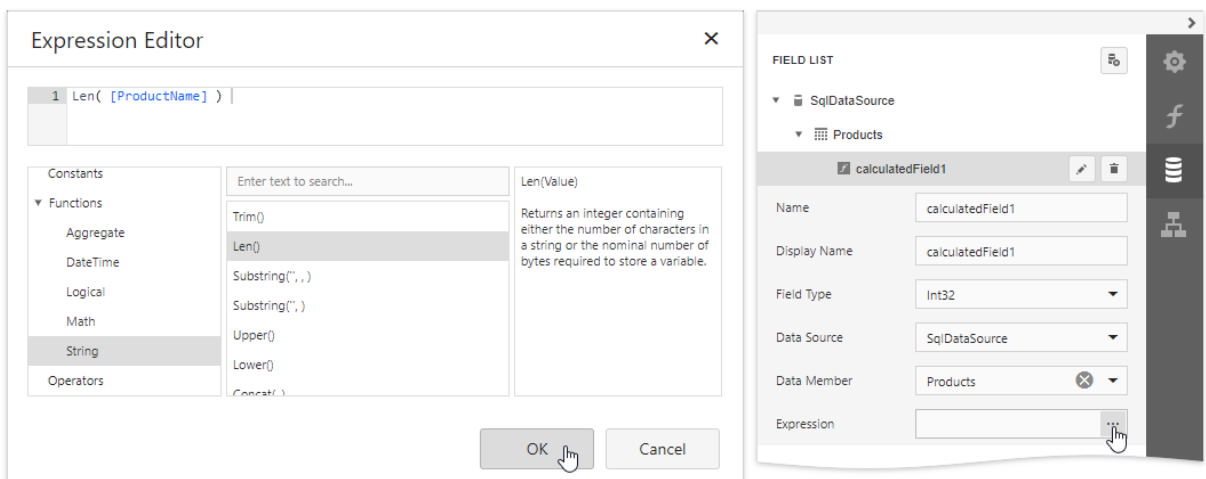 Expression Editor
1 Len( [ProductName] )
Constants
Functions
Aggregate
DateTime
Logical
Math
String
Operators
Enter text to search...
Trim()
Len()
Substring('', , )
Substring('', )
Upper()
Lower()
Concat(, )
Len(Value)
Returns an integer containing
either the number of characters in
a string or the nominal number of
bytes required to store a variable.
OK
Cancel
FIELD LIST
SqlDataSource
Products
calculatedField1
Name calculatedField1
Display Name calculatedField1
Field Type Int32
Data Source SqlDataSource
Data Member Products
Expression ...